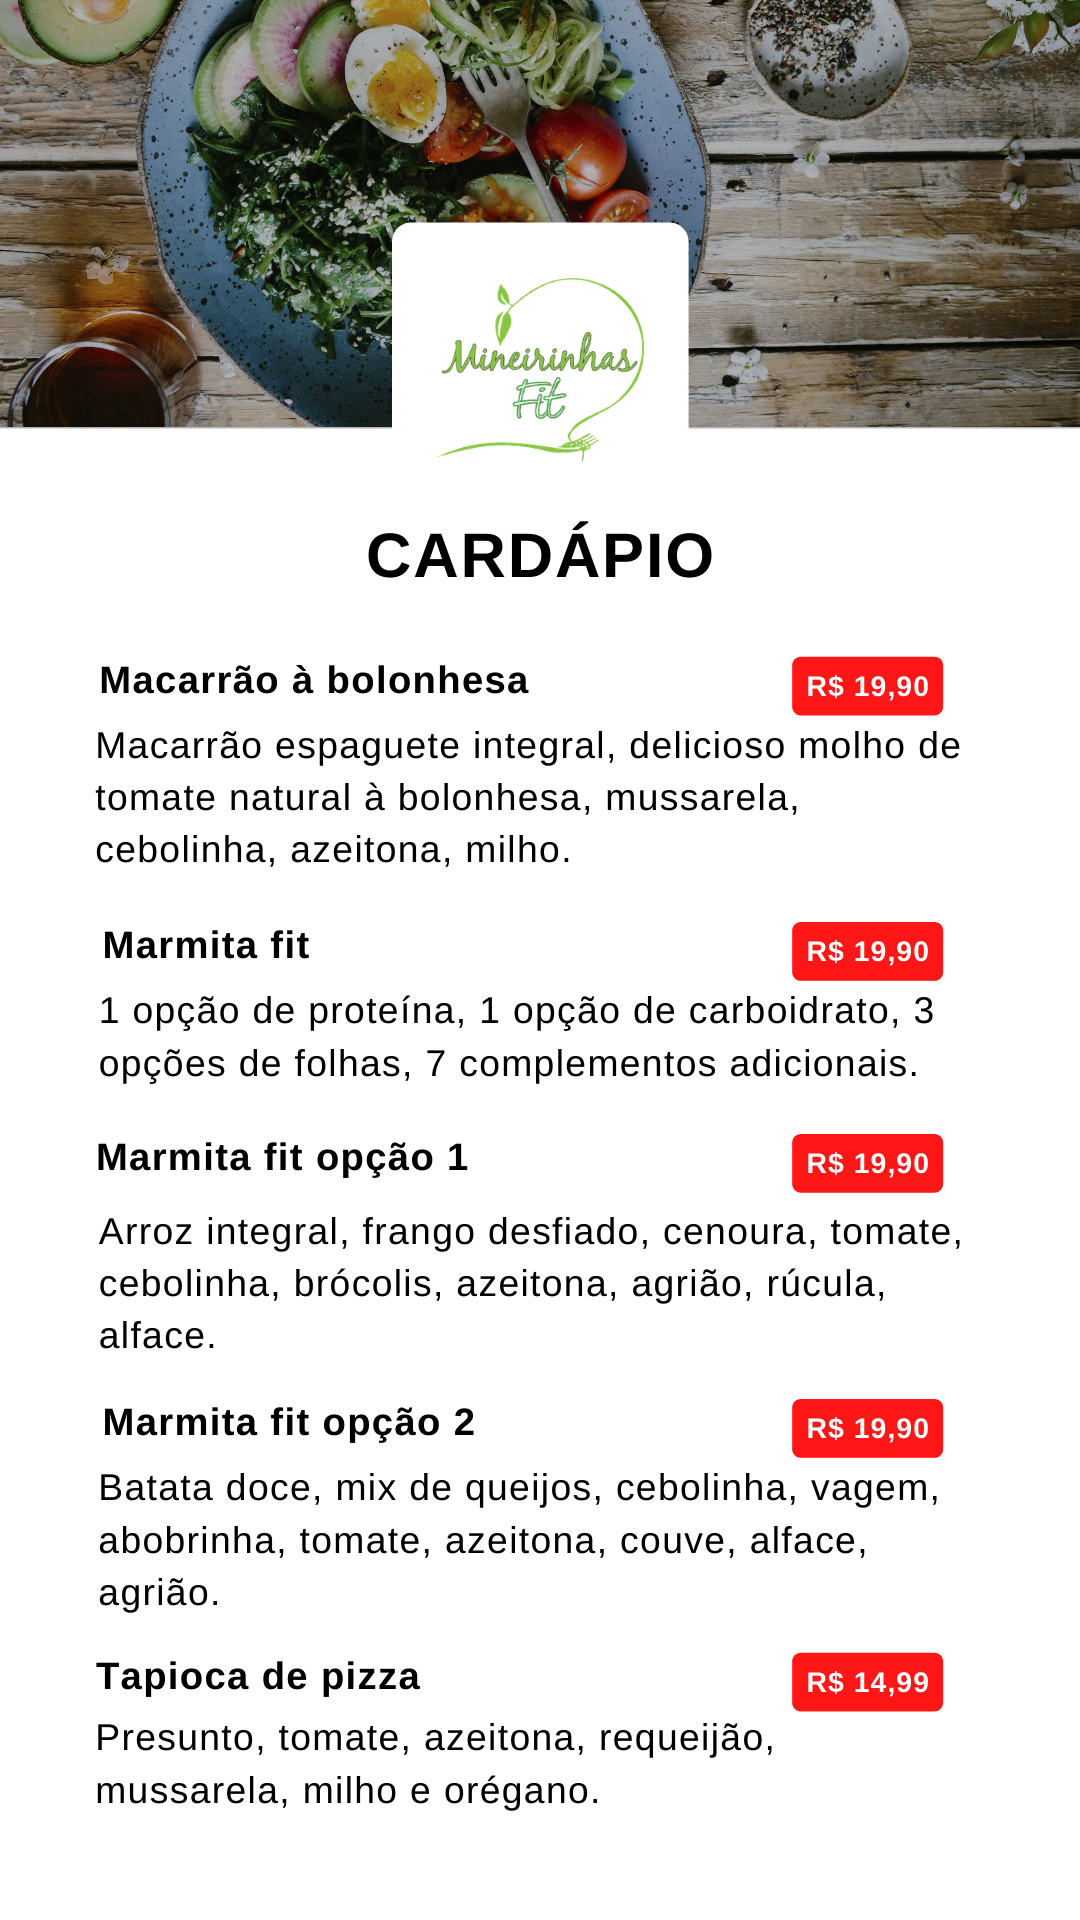 Mineirinhas
Fit
CARDÁPIO
Macarrão à bolonhesa
R$ 19,90
Macarrão espaguete integral, delicioso molho de
tomate natural à bolonhesa, mussarela,
cebolinha, azeitona, milho.
Marmita fit
R$ 19,90
1 opção de proteína, 1 opção de carboidrato, 3
opções de folhas, 7 complementos adicionais.
Marmita fit opção 1
R$ 19,90
Arroz integral, frango desfiado, cenoura, tomate,
cebolinha, brócolis, azeitona, agrião, rúcula,
alface.
Marmita fit opção 2
R$ 19,90
Batata doce, mix de queijos, cebolinha, vagem,
abobrinha, tomate, azeitona, couve, alface,
agrião.
Tapioca de pizza
R$ 14,99
Presunto, tomate, azeitona, requeijão,
mussarela, milho e orégano.